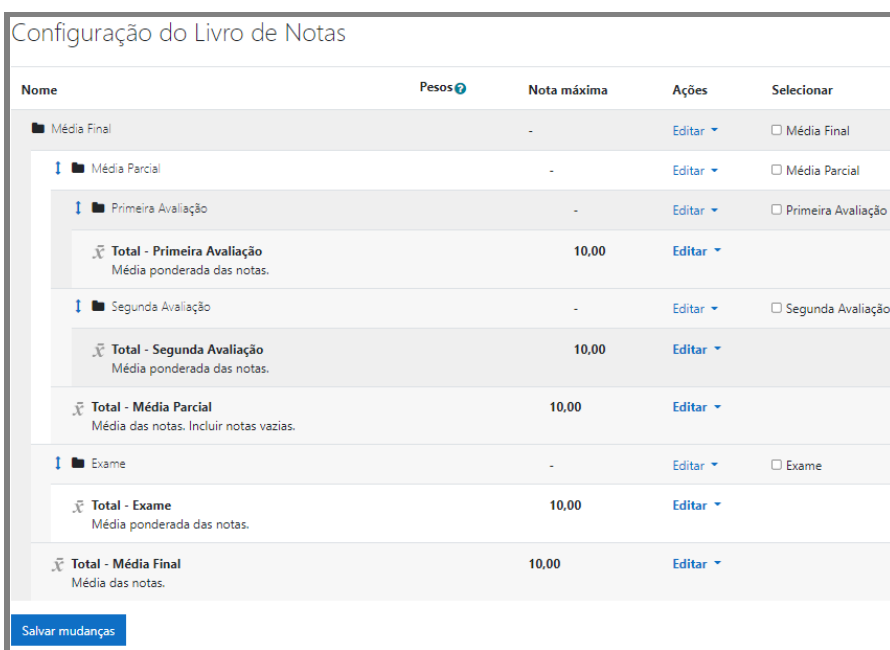 Configuração do Livro de Notas
Nome Pesos Nota máxima Ações Selecionar
Média Final - Editar Média Final
Média Parcial - Editar Média Parcial
Primeira Avaliação - Editar Primeira Avaliação
Total - Primeira Avaliação 10,00 Editar
Média ponderada das notas.
Segunda Avaliação - Editar Segunda Avaliação
Total - Segunda Avaliação 10,00 Editar
Média ponderada das notas.
Total - Média Parcial 10,00 Editar
Média das notas. Incluir notas vazias.
Exame - Editar Exame
Total - Exame 10,00 Editar
Média ponderada das notas.
Total - Média Final 10,00 Editar
Média das notas.
Salvar mudanças